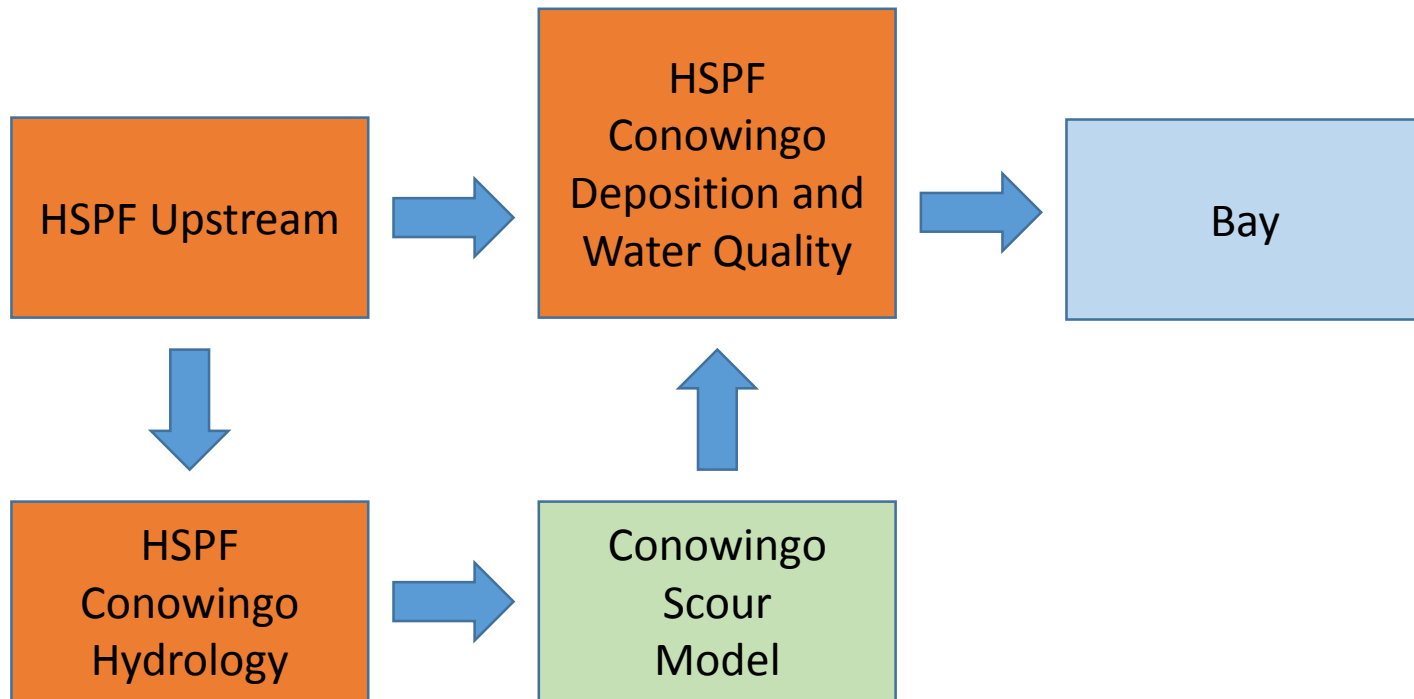 HSPF Upstream
HSPF
Conowingo
Deposition and
Water Quality
Bay
HSPF
Conowingo
Hydrology
Conowingo
Scour
Model